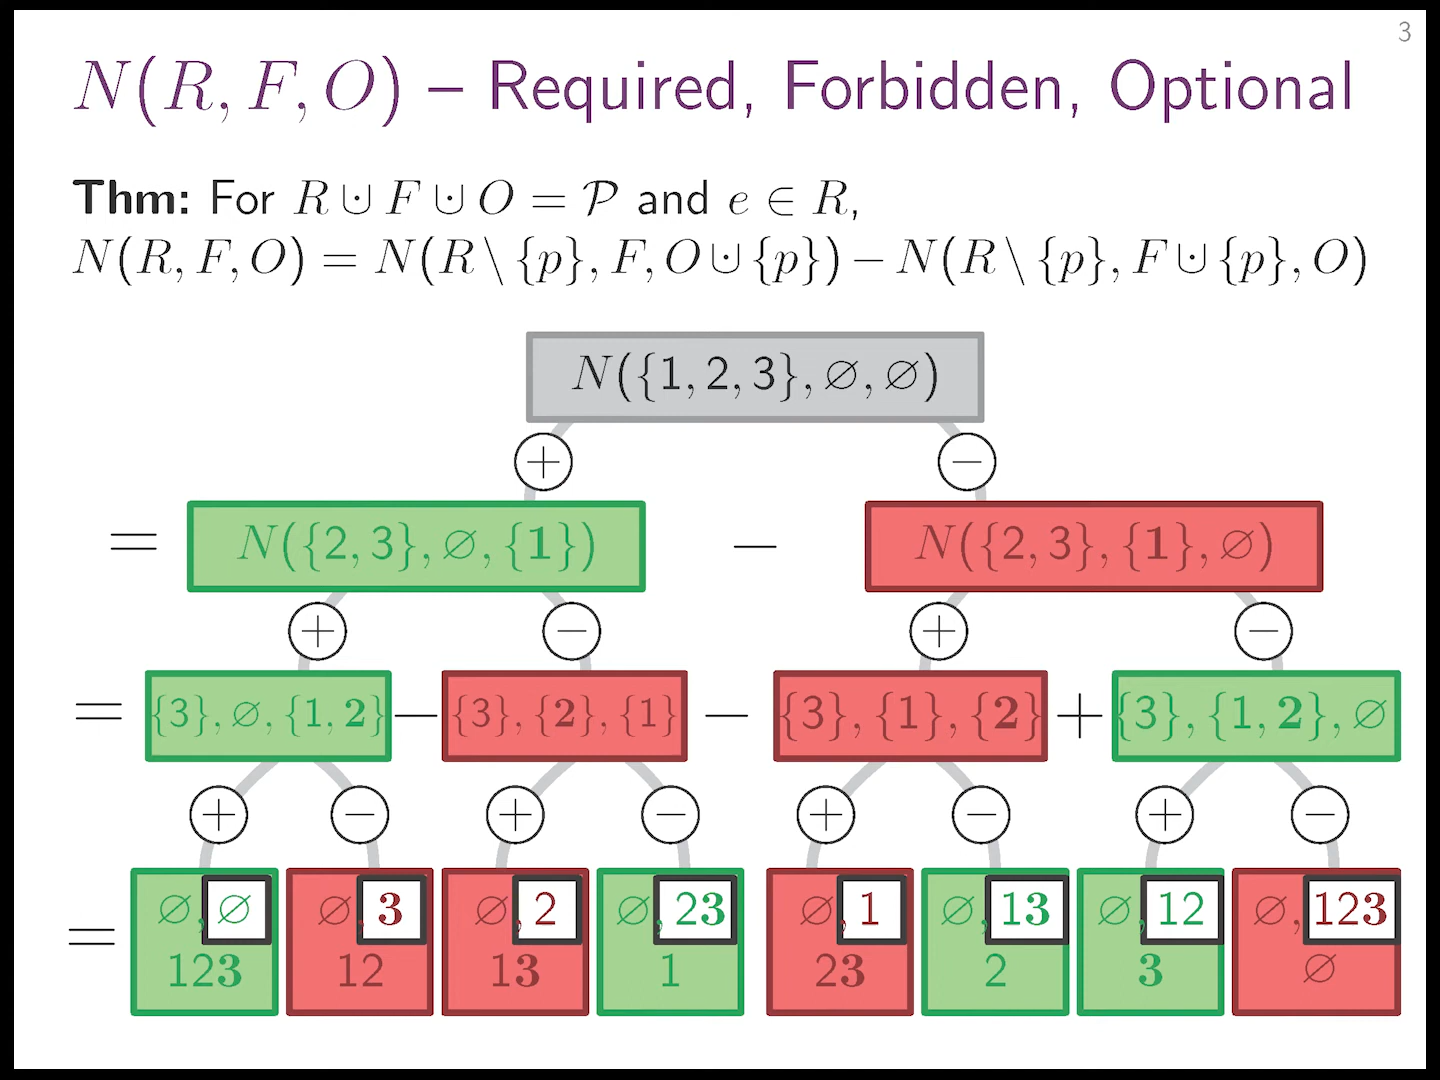 3
N(R, F, O) – Required, Forbidden, Optional
Thm: For R ⊍ F ⊍ O = 𝒫 and e ∈ R,
N(R, F, O) = N(R \ {p}, F, O ⊍ {p}) − N(R \ {p}, F ⊍ {p}, O)
N({1, 2, 3}, ∅, ∅)
+ −
= N({2, 3}, ∅, {1}) − N({2, 3}, {1}, ∅)
+ − + −
= {3}, ∅, {1, 2} − {3}, {2}, {1} − {3}, {1}, {2} + {3}, {1, 2}, ∅
+ − + − + − + −
= ∅, ∅ ∅, 3 ∅, 2 ∅, 23 ∅, 1 ∅, 13 ∅, 12 ∅, 123
123 12 13 1 23 2 3 ∅